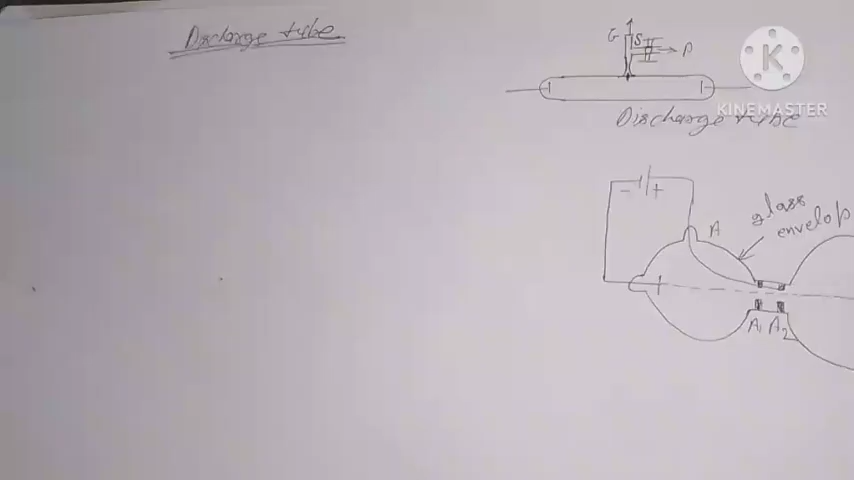 Discharge tube
G S P
KINEMASTER
Discharge tube
- +
A
glass
envelop
A1 A2